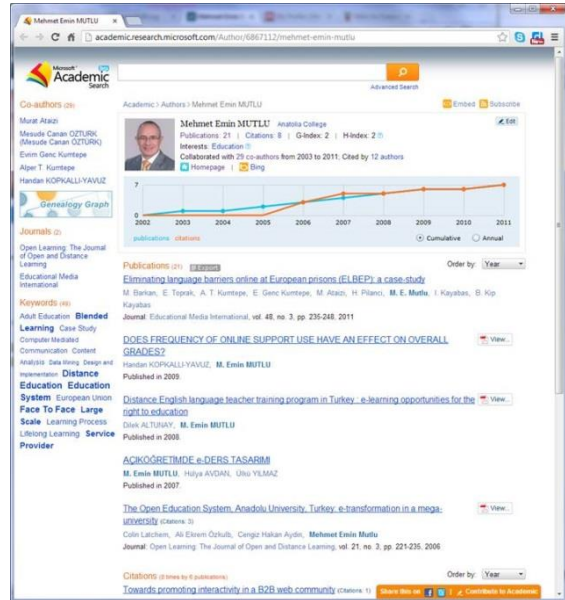 Mehmet Emin MUTLU
academic.research.microsoft.com/Author/6867112/mehmet-emin-mutlu
Microsoft
Academic
Search
Advanced Search
Co-authors (29)
Murat Ataizi
Mesude Canan OZTURK
(Mesude Canan OZTURK)
Evrim Genc Kumtepe
Alper T. Kumtepe
Handan KOPKALLI-YAVUZ
Genealogy Graph
Journals (2)
Open Learning: The Journal
of Open and Distance
Learning
Educational Media
International
Keywords (48)
Adult Education Blended
Learning Case Study
Computer Mediated
Communication Content
Analysis Data Mining Design and
Implementation Distance
Education Education
System European Union
Face To Face Large
Scale Learning Process
Lifelong Learning Service
Provider
Academic > Authors > Mehmet Emin MUTLU
Embed Subscribe
Mehmet Emin MUTLU Anatolia College
Edit
Publications: 21 | Citations: 8 | G-Index: 2 | H-Index: 2
Interests: Education
Collaborated with 29 co-authors from 2003 to 2011; Cited by 12 authors
Homepage | Bing
7
0
2002 2003 2004 2005 2006 2007 2008 2009 2010 2011
publications citations
Cumulative Annual
Publications (21) Export
Order by: Year
Eliminating language barriers online at European prisons (ELBEP): a case-study
M. Barkan, E. Toprak, A. T. Kumtepe, E. Genc Kumtepe, M. Ataizi, H. Pilanci, M. E. Mutlu, I. Kayabas, B. Kip
Kayabas
Journal: Educational Media International, vol. 48, no. 3, pp. 235-248, 2011
DOES FREQUENCY OF ONLINE SUPPORT USE HAVE AN EFFECT ON OVERALL
GRADES?
View...
Handan KOPKALLI-YAVUZ, M. Emin MUTLU
Published in 2009.
Distance English language teacher training program in Turkey : e-learning opportunities for the
right to education
View...
Dilek ALTUNAY, M. Emin MUTLU
Published in 2008.
AÇIKÖĞRETİMDE e-DERS TASARIMI
M. Emin MUTLU, Hülya AVDAN, Ülkü YILMAZ
Published in 2007.
The Open Education System, Anadolu University, Turkey: e-transformation in a mega-
university (Citations: 3)
View...
Colin Latchem, Ali Ekrem Özkulb, Cengiz Hakan Aydin, Mehmet Emin Mutlu
Journal: Open Learning: The Journal of Open and Distance Learning, vol. 21, no. 3, pp. 221-235, 2006
Citations (8 times by 6 publications)
Order by: Year
Towards promoting interactivity in a B2B web community (Citations: 1)
Share this on
Contribute to Academic